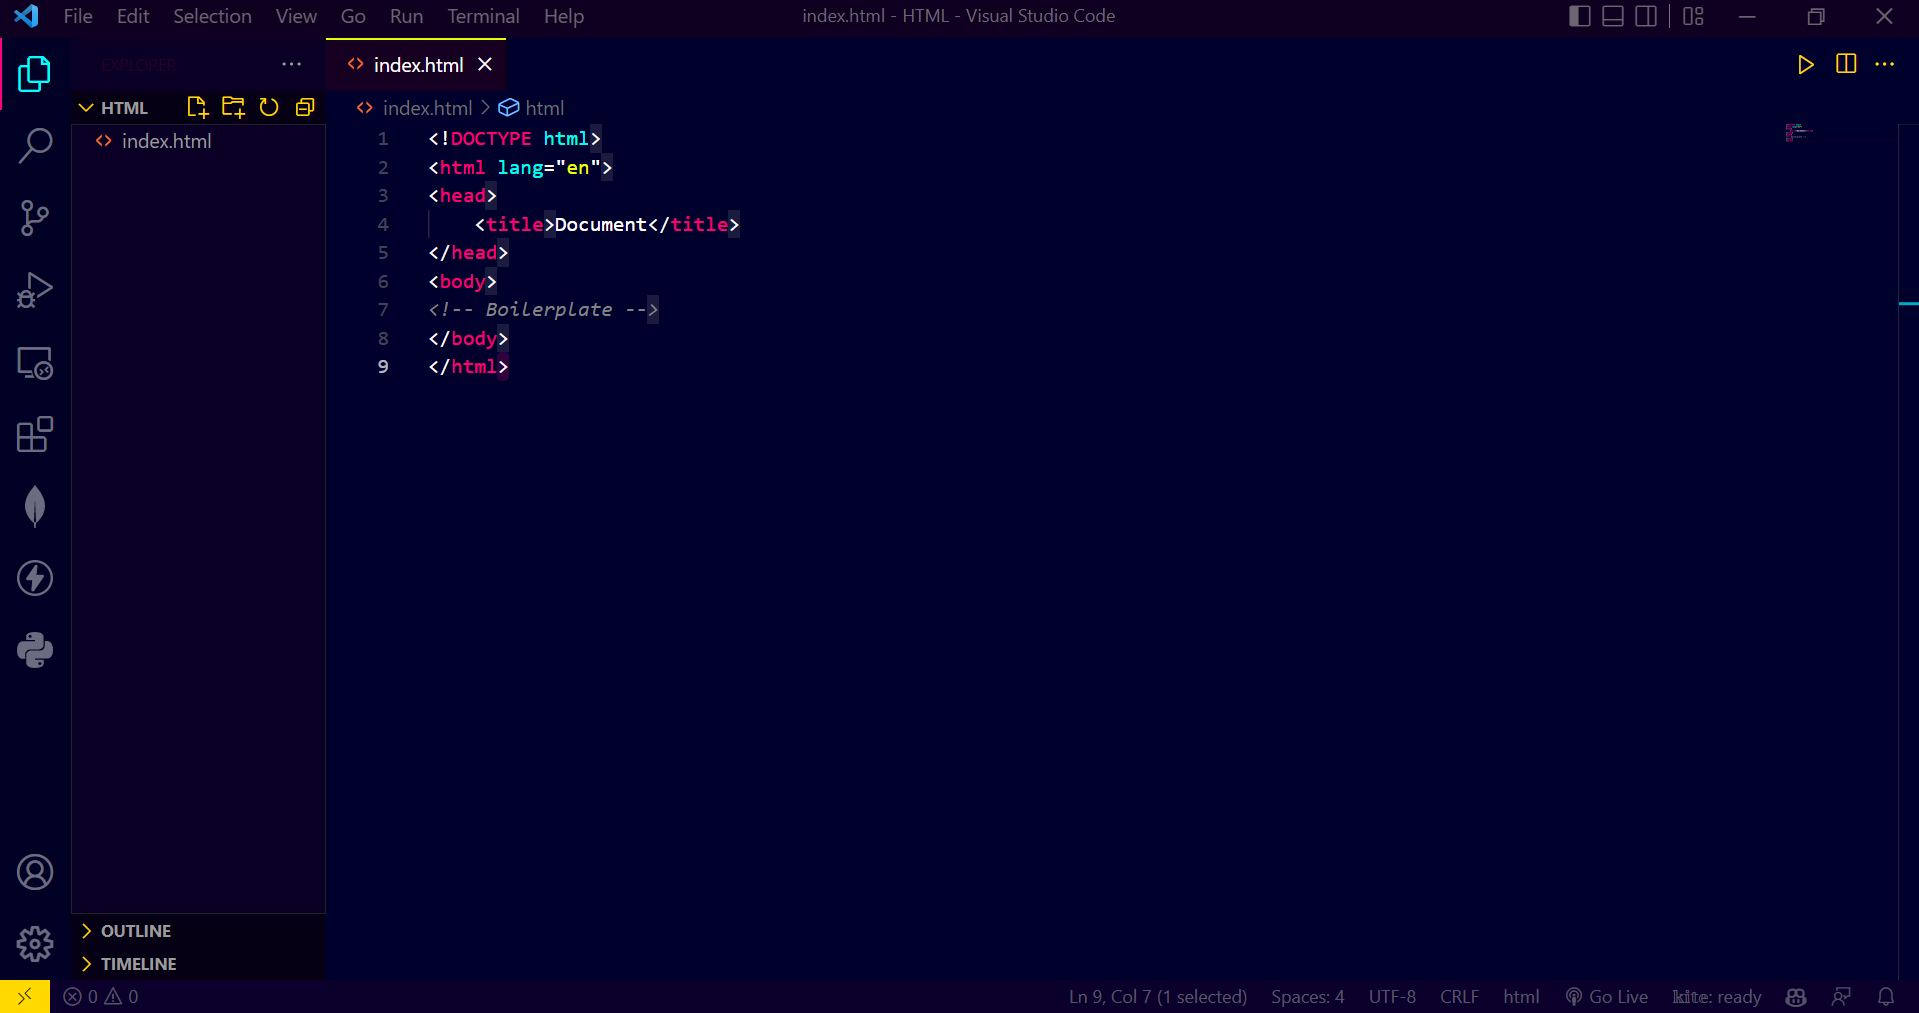 File Edit Selection View Go Run Terminal Help index.html - HTML - Visual Studio Code
EXPLORER
index.html
HTML
index.html
index.html > html
1 <!DOCTYPE html>
2 <html lang="en">
3 <head>
4 <title>Document</title>
5 </head>
6 <body>
7 <!-- Boilerplate -->
8 </body>
9 </html>
OUTLINE
TIMELINE
0 0 Ln 9, Col 7 (1 selected) Spaces: 4 UTF-8 CRLF html Go Live kite: ready